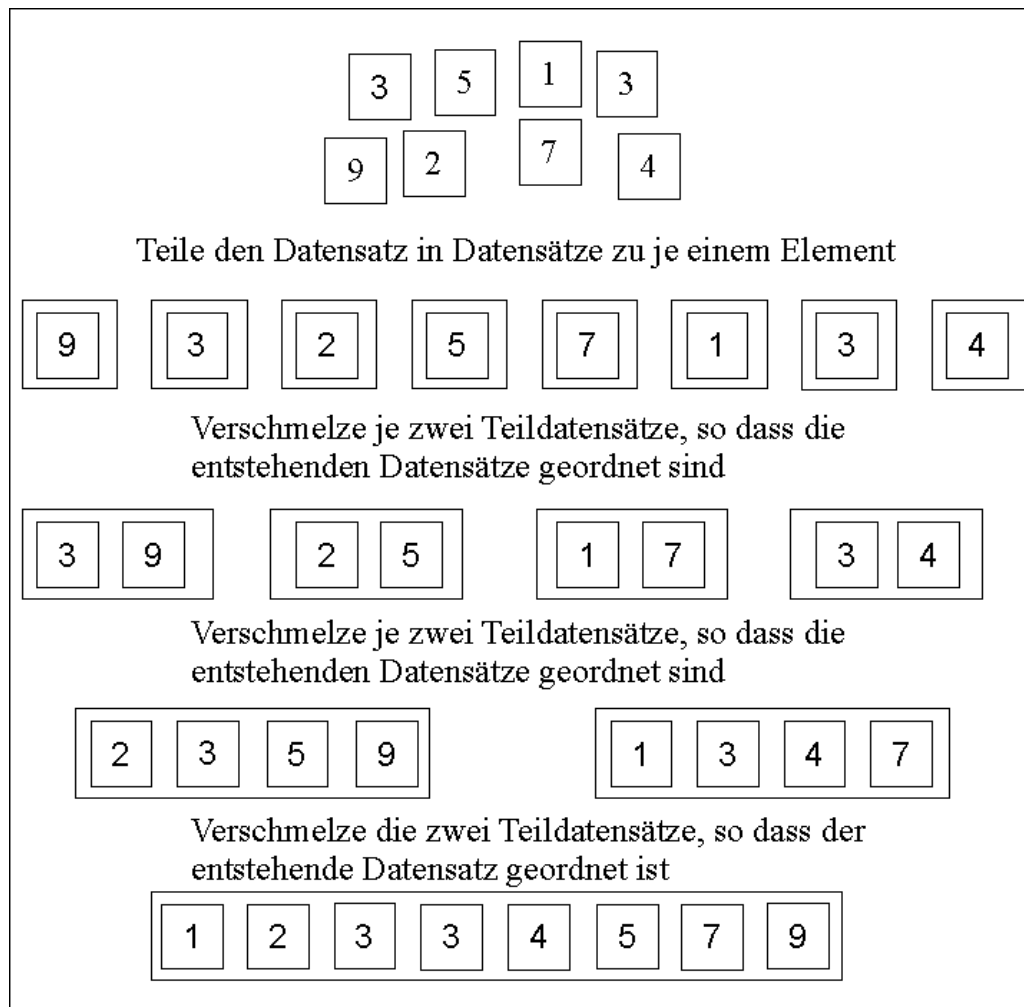 3 5 1 3
9 2 7 4
Teile den Datensatz in Datensätze zu je einem Element
9 3 2 5 7 1 3 4
Verschmelze je zwei Teildatensätze, so dass die
entstehenden Datensätze geordnet sind
3 9 2 5 1 7 3 4
Verschmelze je zwei Teildatensätze, so dass die
entstehenden Datensätze geordnet sind
2 3 5 9 1 3 4 7
Verschmelze die zwei Teildatensätze, so dass der
entstehende Datensatz geordnet ist
1 2 3 3 4 5 7 9